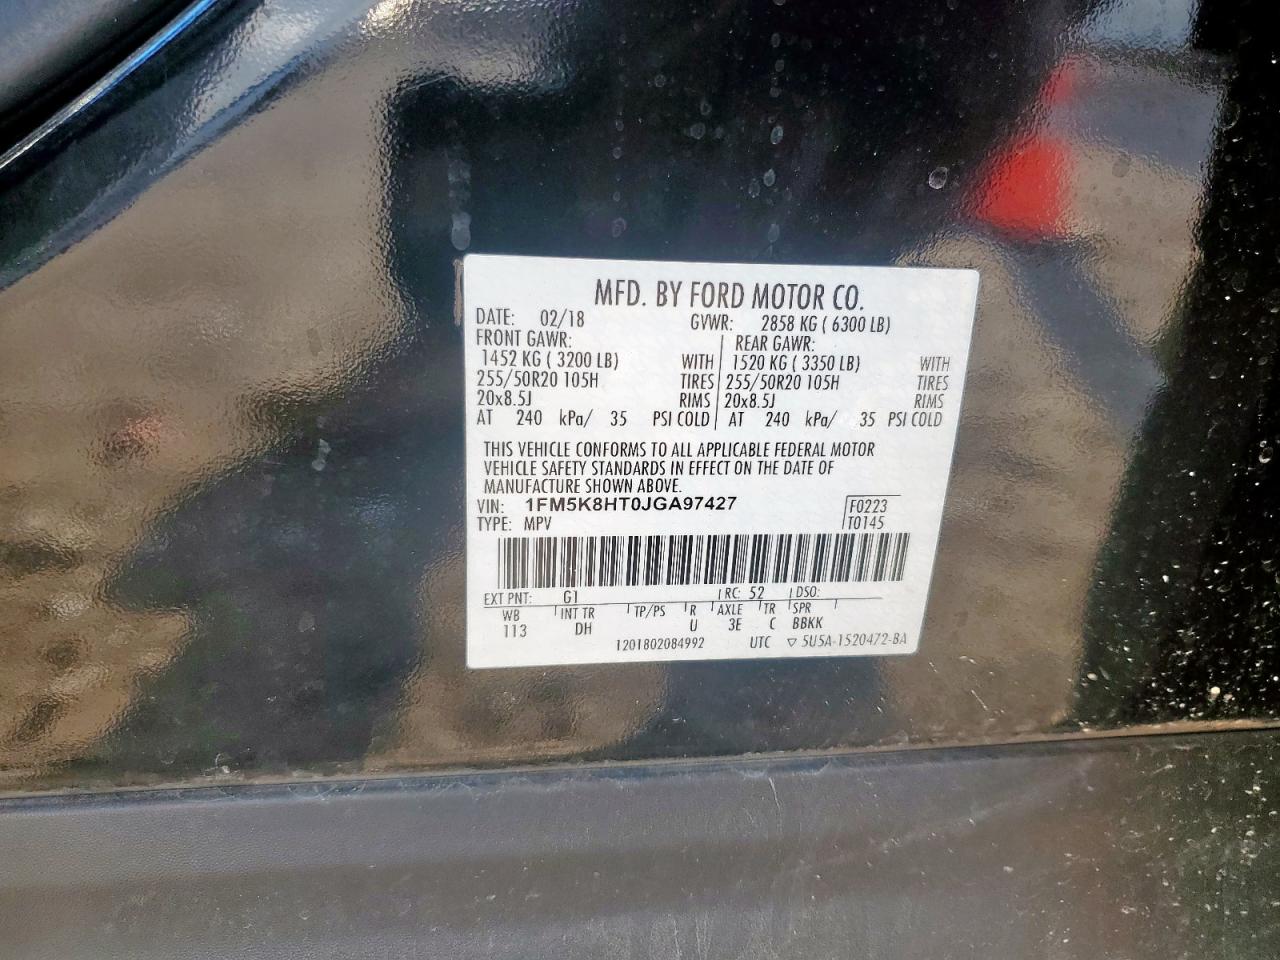 MFD. BY FORD MOTOR CO.
DATE: 02/18 GVWR: 2858 KG ( 6300 LB)
FRONT GAWR: REAR GAWR:
1452 KG ( 3200 LB) WITH 1520 KG ( 3350 LB) WITH
255/50R20 105H TIRES 255/50R20 105H TIRES
20x8.5J RIMS 20x8.5J RIMS
AT 240 kPa/ 35 PSI COLD AT 240 kPa/ 35 PSI COLD
THIS VEHICLE CONFORMS TO ALL APPLICABLE FEDERAL MOTOR
VEHICLE SAFETY STANDARDS IN EFFECT ON THE DATE OF
MANUFACTURE SHOWN ABOVE.
VIN: 1FM5K8HT0JGA97427 F0223
TYPE: MPV T0145
EXT PNT: G1 RC: 52 DSO:
WB INT TR TP/PS R AXLE TR SPR
113 DH U 3E C BBKK
1201802084992 UTC ▽ 5U5A-1520472-BA